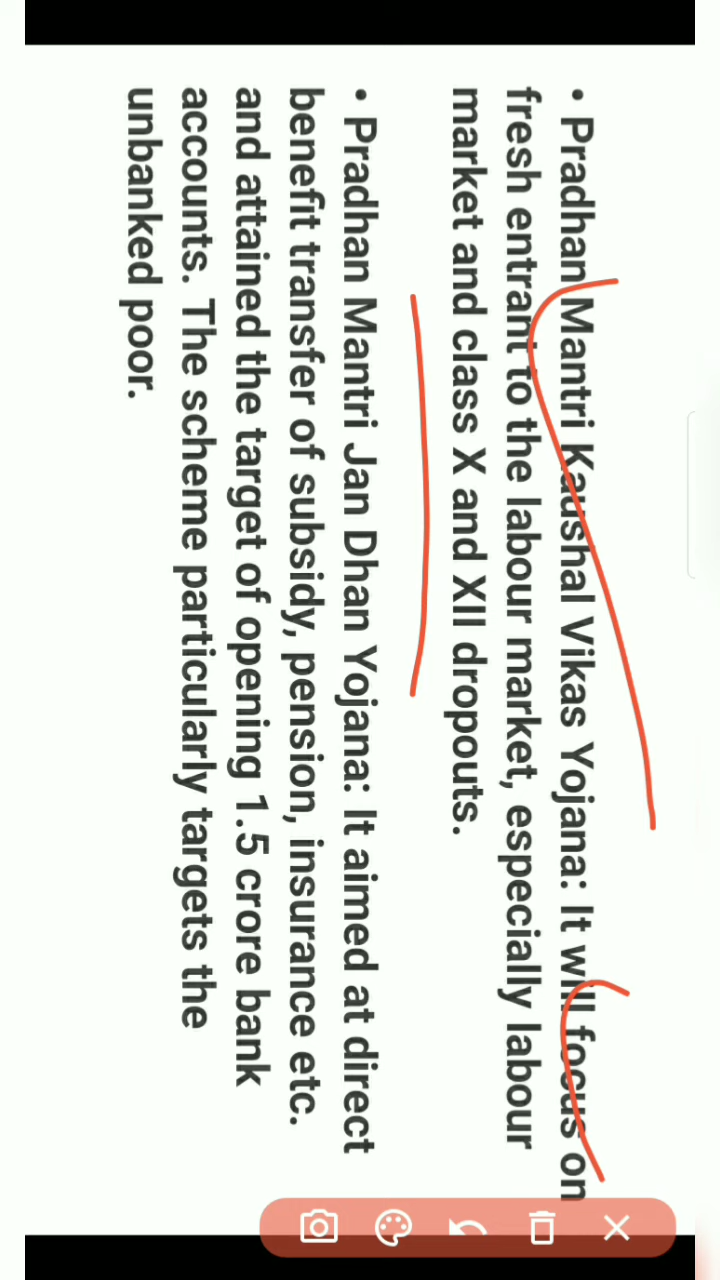 • Pradhan Mantri Kaushal Vikas Yojana: It will focus on
fresh entrant to the labour market, especially labour
market and class X and XII dropouts.
• Pradhan Mantri Jan Dhan Yojana: It aimed at direct
benefit transfer of subsidy, pension, insurance etc.
and attained the target of opening 1.5 crore bank
accounts. The scheme particularly targets the
unbanked poor.